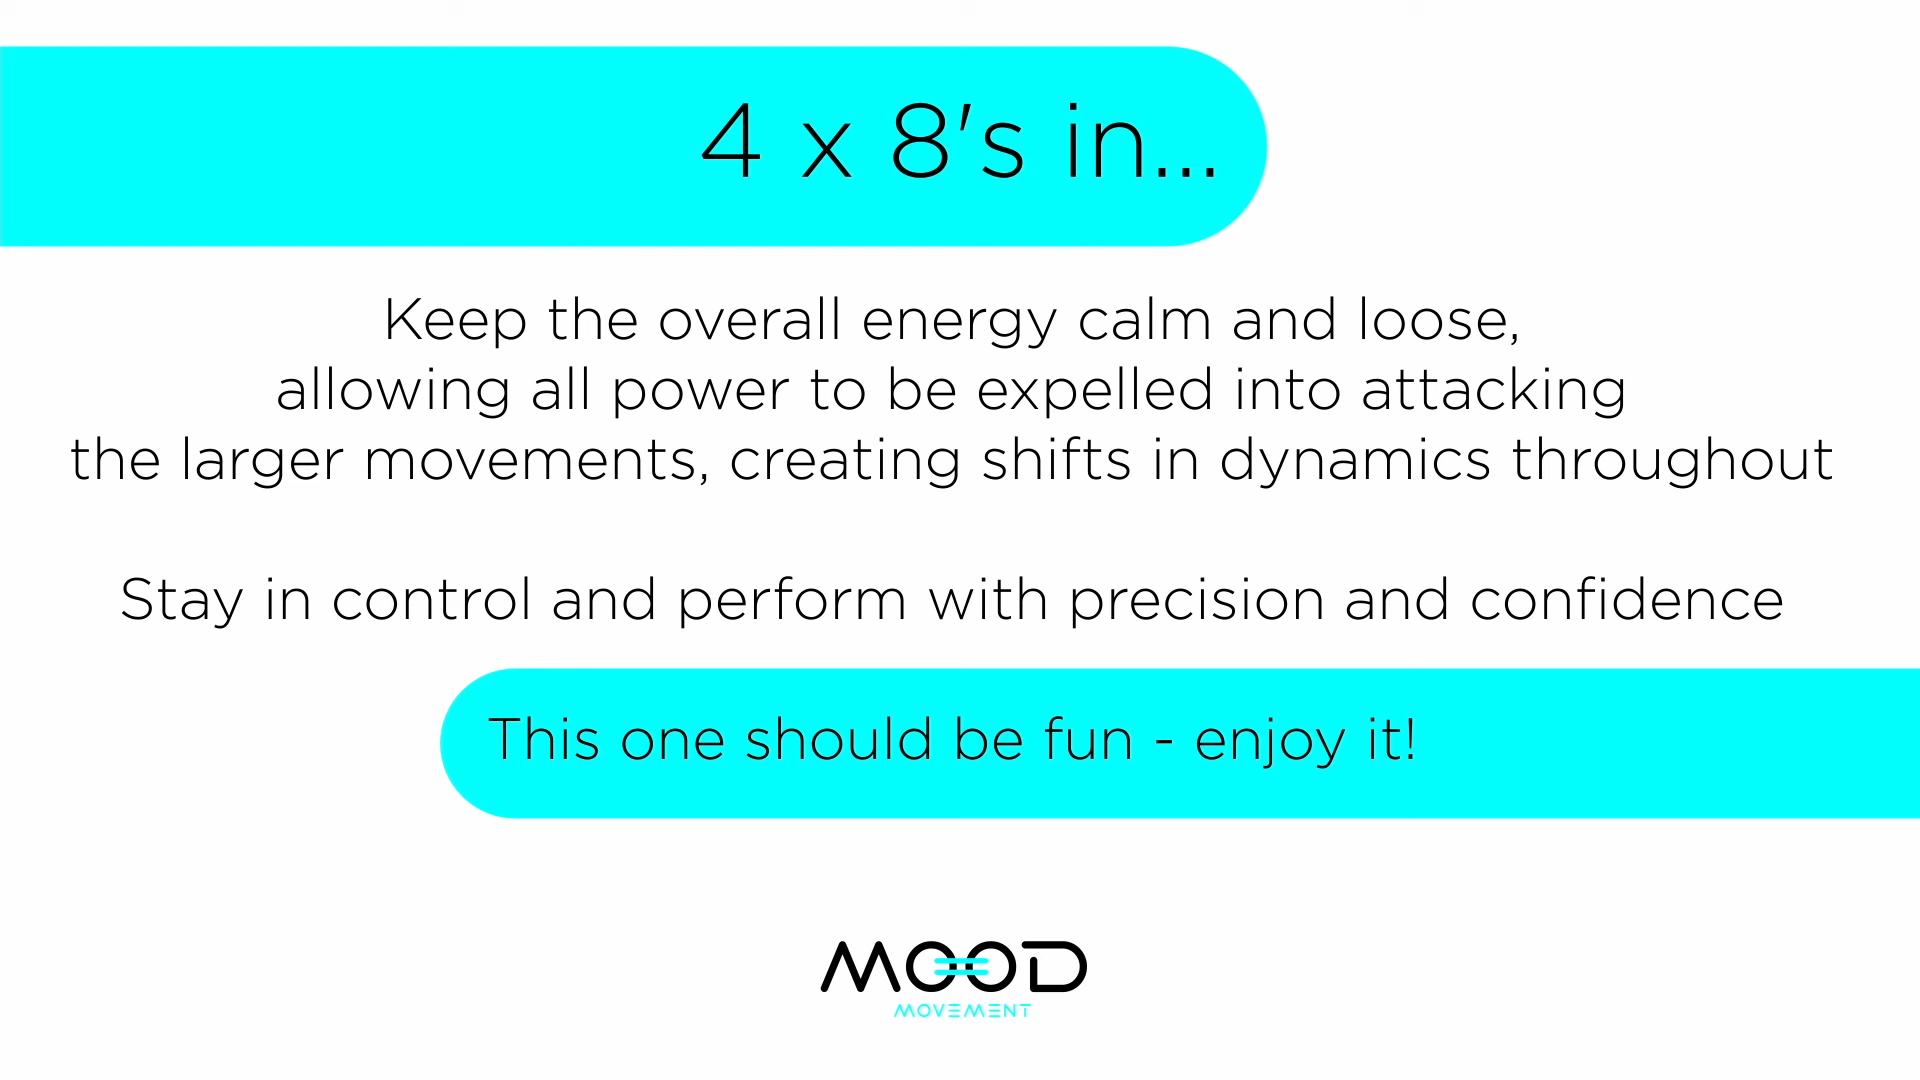 4 x 8's in...
Keep the overall energy calm and loose,
allowing all power to be expelled into attacking
the larger movements, creating shifts in dynamics throughout
Stay in control and perform with precision and confidence
This one should be fun - enjoy it!
MOOD
MOVEMENT